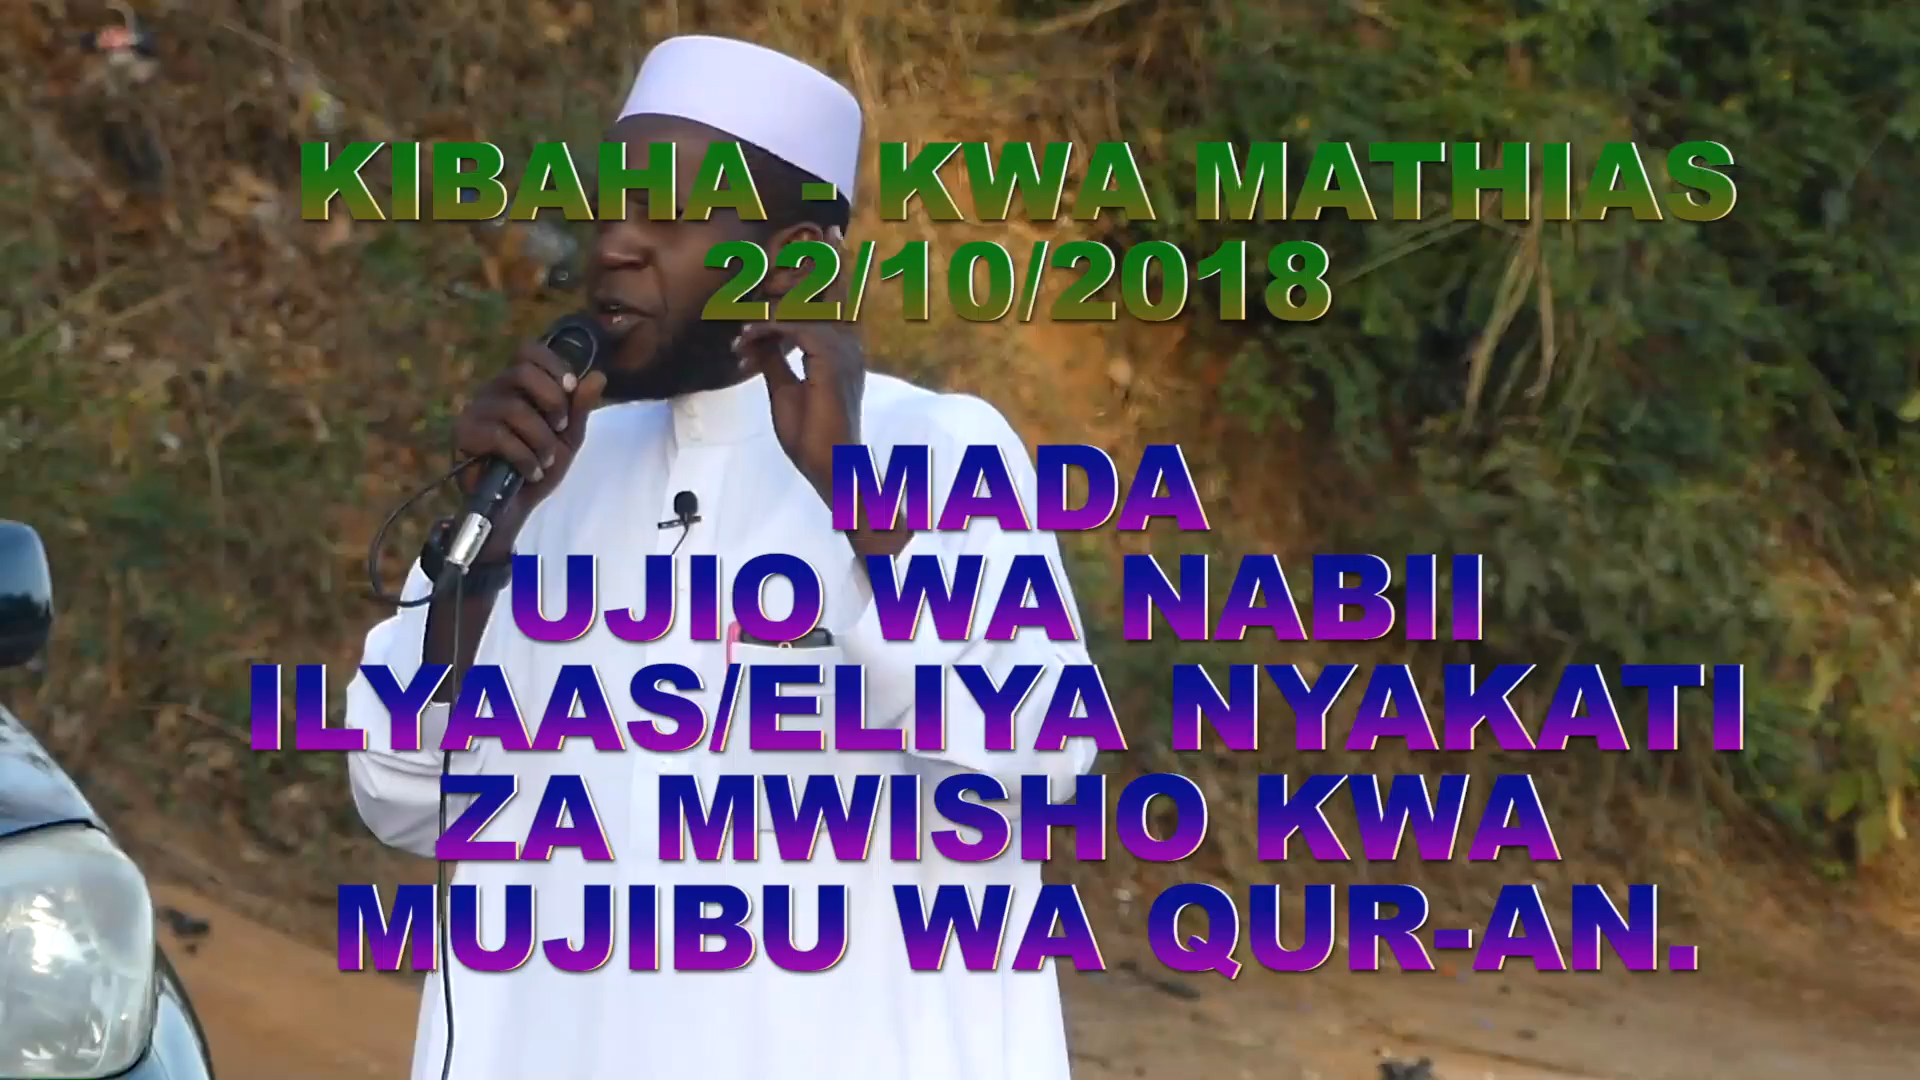 KIBAHA - KWA MATHIAS
22/10/2018
MADA
UJIO WA NABII
ILYAAS/ELIYA NYAKATI
ZA MWISHO KWA
MUJIBU WA QUR-AN.